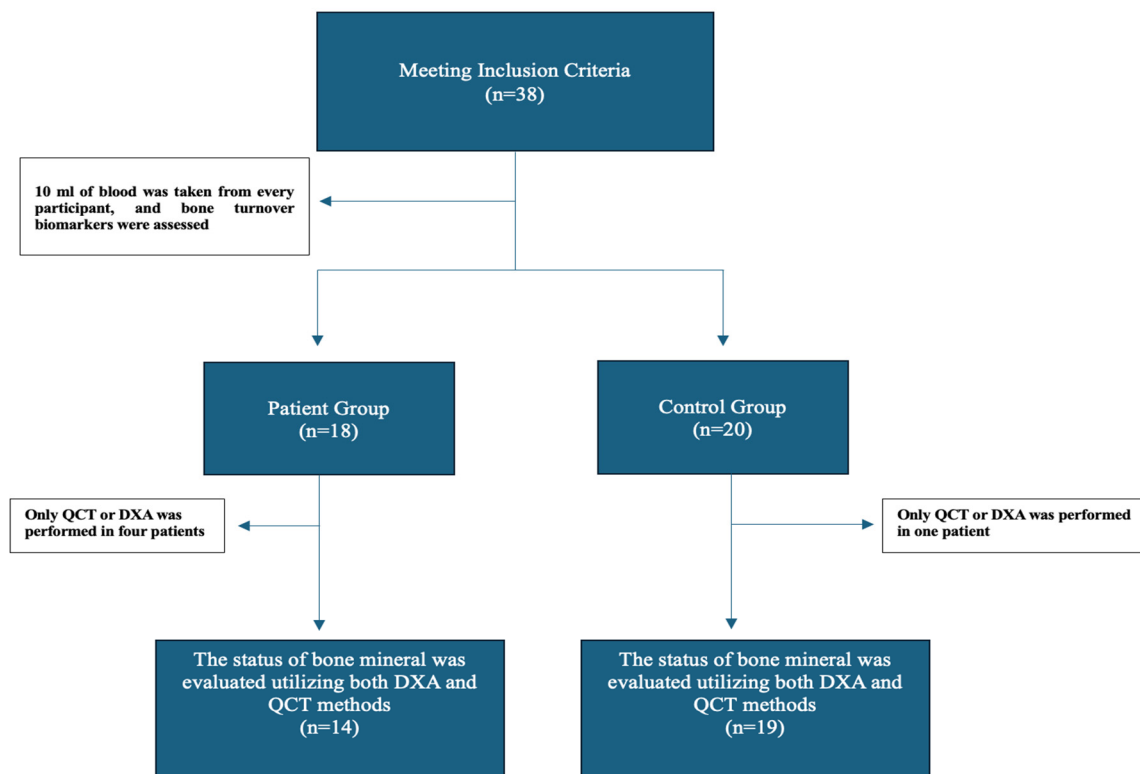 Meeting Inclusion Criteria
(n=38)
10 ml of blood was taken from every
participant, and bone turnover
biomarkers were assessed
Patient Group
(n=18)
Control Group
(n=20)
Only QCT or DXA was
performed in four patients
Only QCT or DXA was performed
in one patient
The status of bone mineral was
evaluated utilizing both DXA and
QCT methods
(n=14)
The status of bone mineral was
evaluated utilizing both DXA and
QCT methods
(n=19)